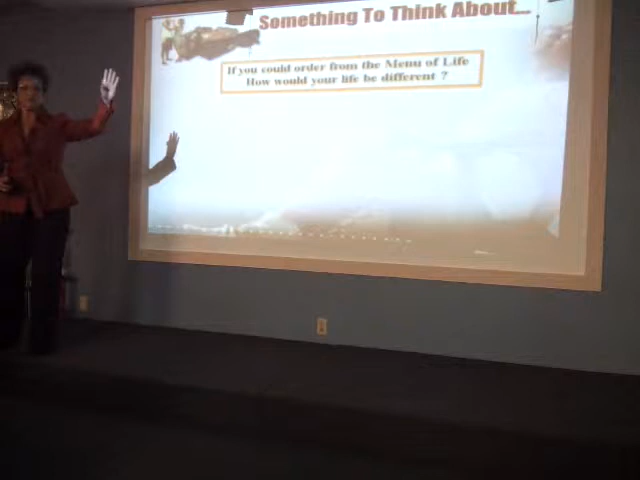 Something To Think About...
If you could order from the Menu of Life
How would your life be different ?